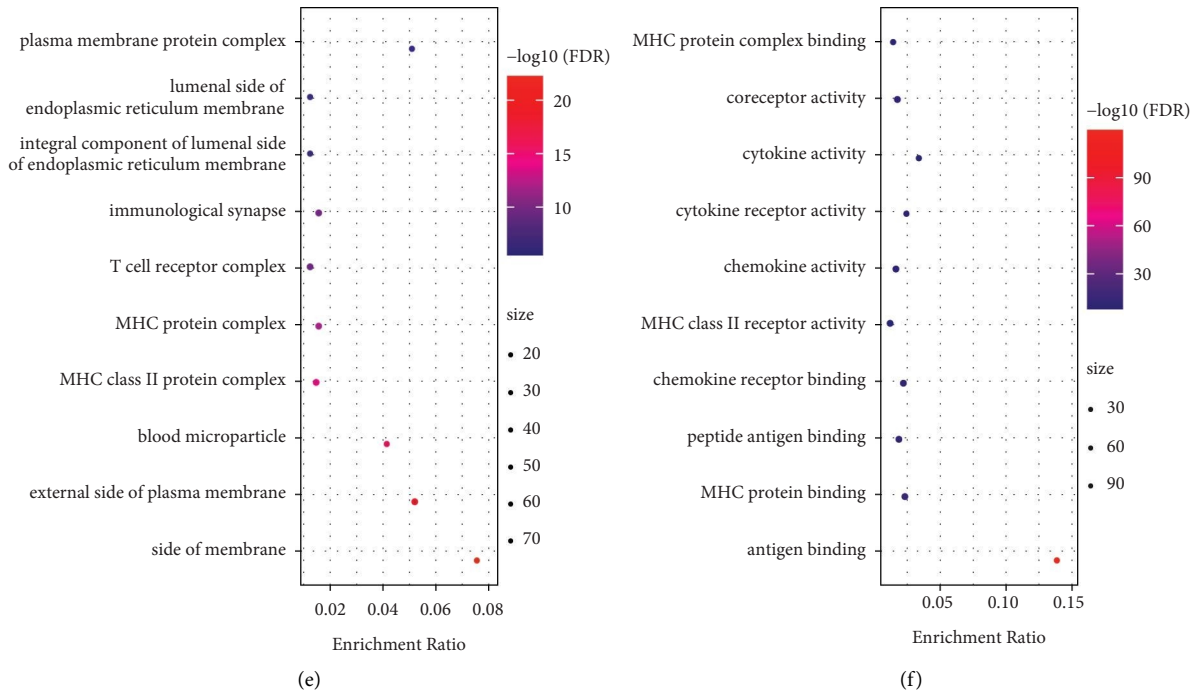 plasma membrane protein complex
lumenal side of
endoplasmic reticulum membrane
integral component of lumenal side
of endoplasmic reticulum membrane
immunological synapse
T cell receptor complex
MHC protein complex
MHC class II protein complex
blood microparticle
external side of plasma membrane
side of membrane
0.02 0.04 0.06 0.08
Enrichment Ratio
−log10 (FDR)
20
15
10
size
20
30
40
50
60
70
(e)
MHC protein complex binding
coreceptor activity
cytokine activity
cytokine receptor activity
chemokine activity
MHC class II receptor activity
chemokine receptor binding
peptide antigen binding
MHC protein binding
antigen binding
0.05 0.10 0.15
Enrichment Ratio
−log10 (FDR)
90
60
30
size
30
60
90
(f)